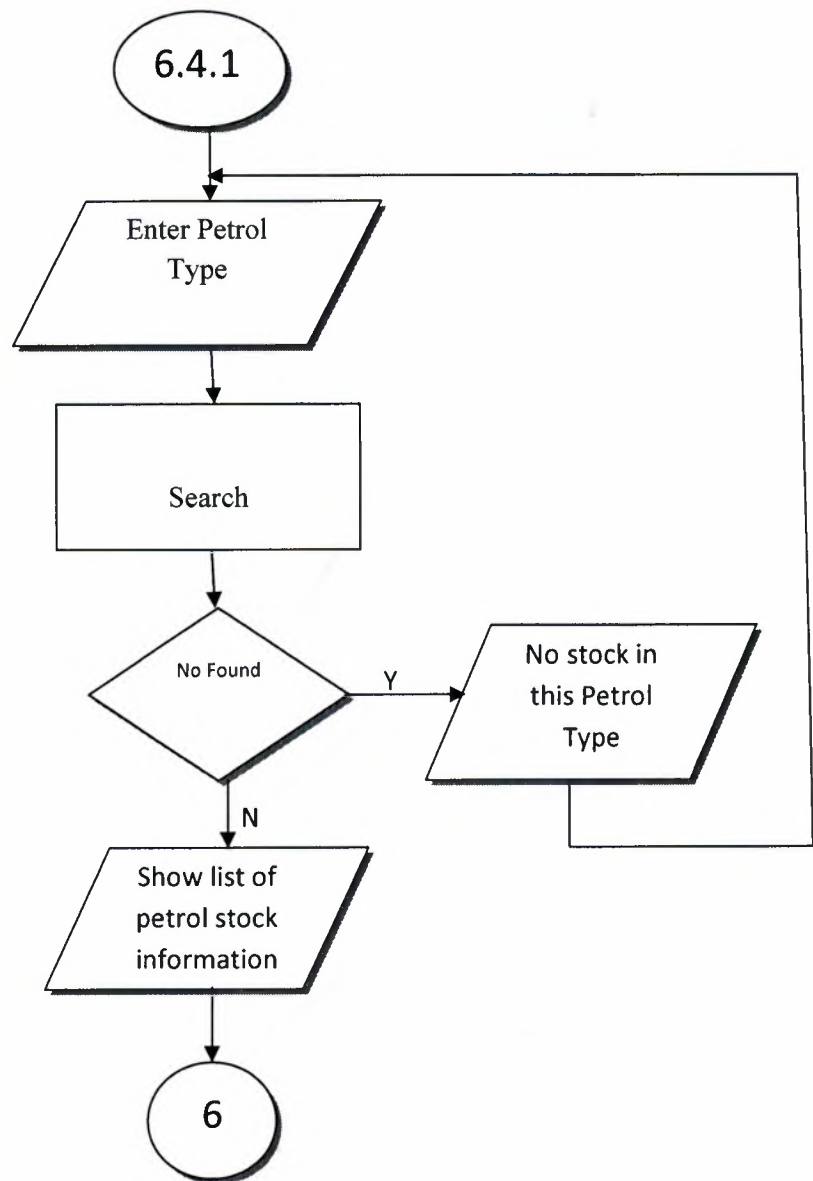 6.4.1
Enter Petrol
Type
Search
No Found
Y
No stock in
this Petrol
Type
N
Show list of
petrol stock
information
6